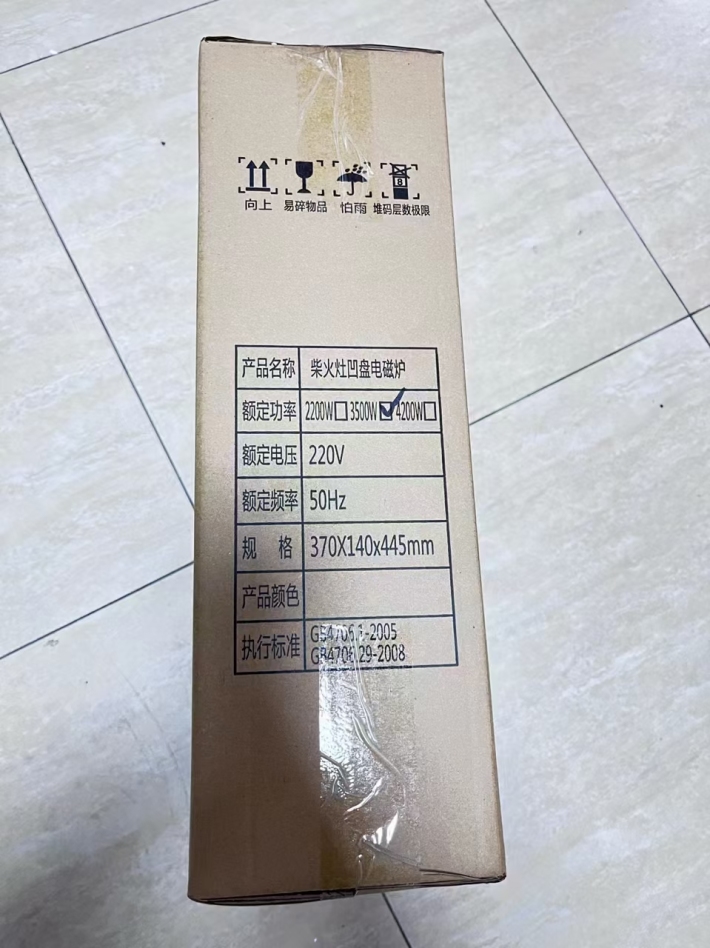 6
向上 易碎物品 怕雨 堆码层数极限
产品名称 柴火灶凹盘电磁炉
额定功率 2200W 3500W 4200W
额定电压 220V
额定频率 50Hz
规 格 370X140x445mm
产品颜色
执行标准 GB4706.1-2005
GB4706.29-2008